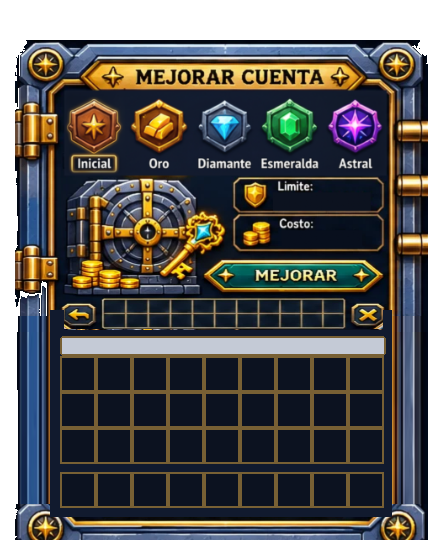 MEJORAR CUENTA
Inicial Oro Diamante Esmeralda Astral
Limite:
Costo:
MEJORAR